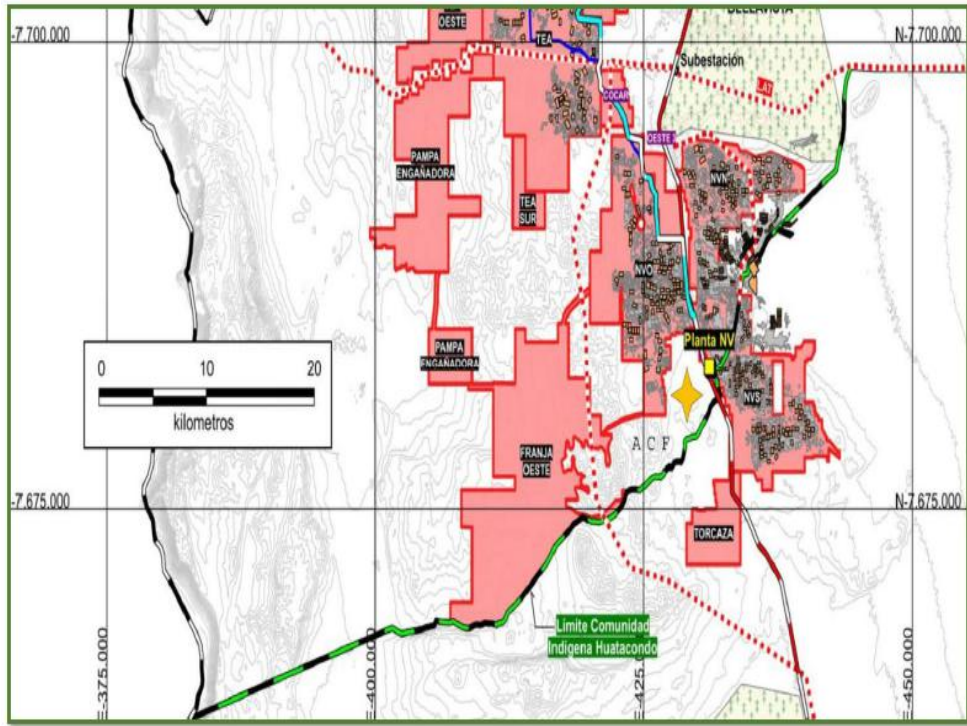 OESTE
TEA
-7.700.000
N-7.700.000
Subestación
LAT
COCAR
OESTE
PAMPA
ENGAÑADORA
NVN
TEA
SUR
NVO
Planta NV
0 10 20
kilometros
PAMPA
ENGAÑADORA
NVS
FRANJA
OESTE
A C F
-7.675.000
N-7.675.000
TORCAZA
Limite Comunidad
Indigena Huatacondo
E-375.000
E-400.000
E-425.000
E-450.000